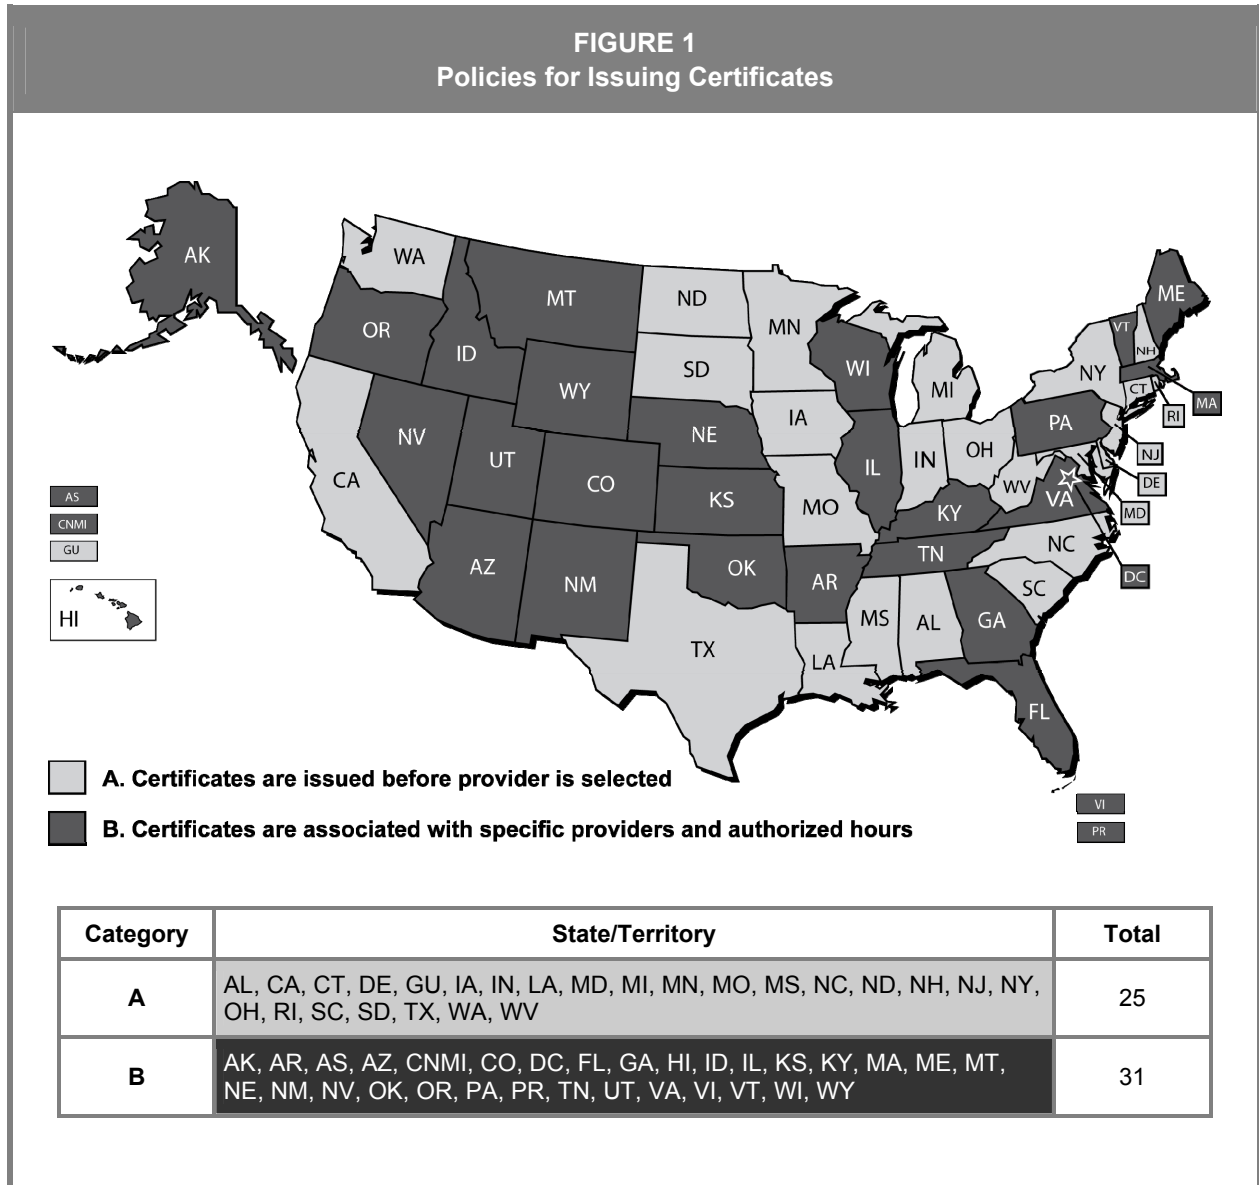 FIGURE 1
Policies for Issuing Certificates
AK
WA
MT
ND
MN
ME
OR
ID
SD
WI
VT
NH
WY
MI
NY
CT
MA
RI
NV
NE
IA
PA
UT
CO
IL
IN
OH
NJ
CA
KS
MO
WV
VA
DE
AS
CNMI
GU
KY
MD
AZ
NM
OK
AR
TN
NC
DC
HI
MS
AL
GA
SC
TX
LA
FL
A. Certificates are issued before provider is selected
B. Certificates are associated with specific providers and authorized hours
VI
PR
Category State/Territory Total
A
AL, CA, CT, DE, GU, IA, IN, LA, MD, MI, MN, MO, MS, NC, ND, NH, NJ, NY,
OH, RI, SC, SD, TX, WA, WV
25
B
AK, AR, AS, AZ, CNMI, CO, DC, FL, GA, HI, ID, IL, KS, KY, MA, ME, MT,
NE, NM, NV, OK, OR, PA, PR, TN, UT, VA, VI, VT, WI, WY
31